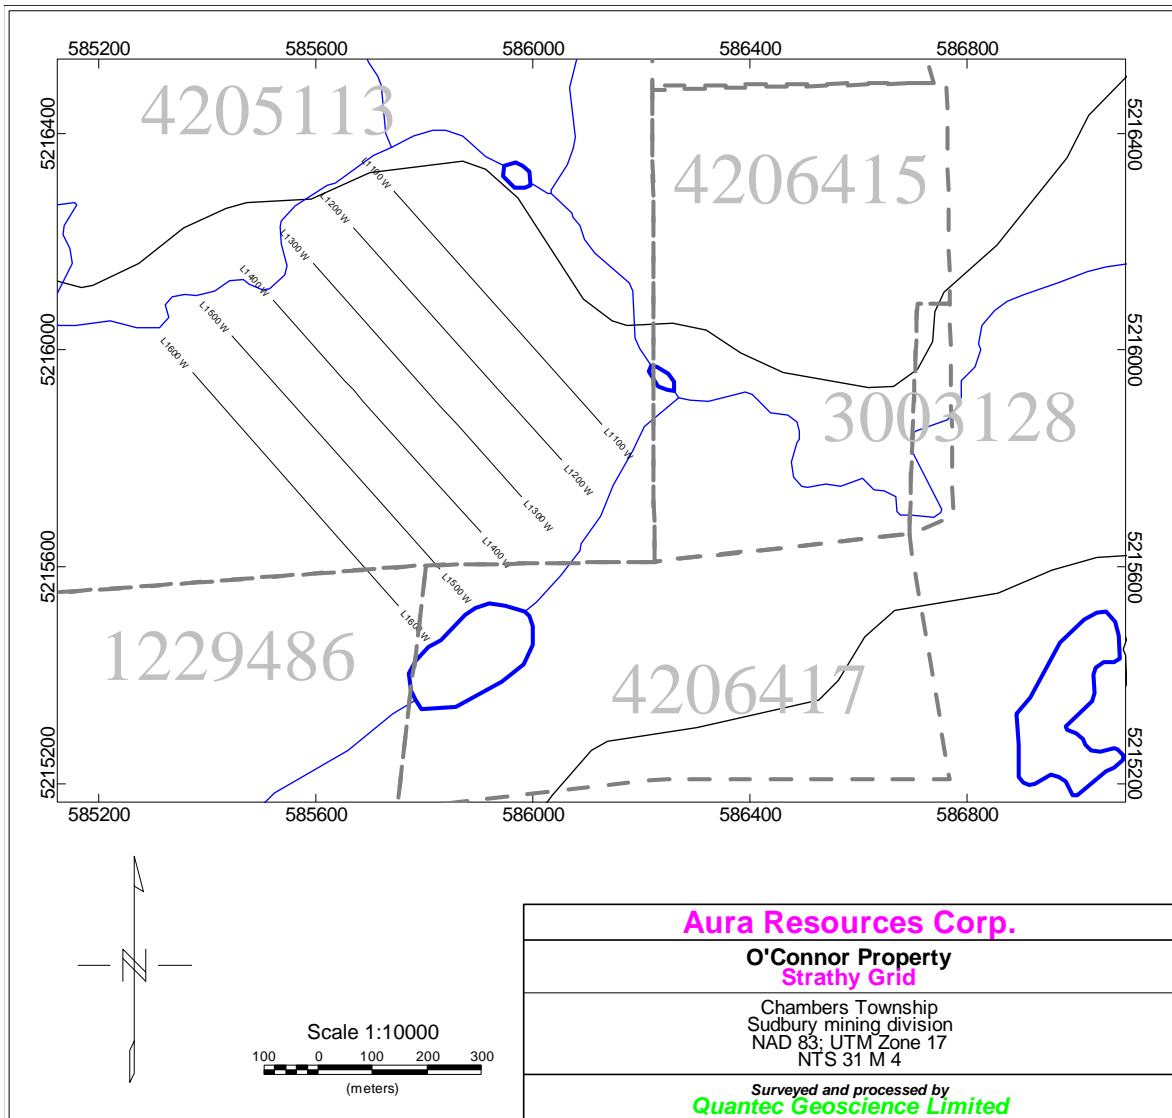 585200 585600 586000 586400 586800
5216400
5216000
5215600
5215200
4205113
4206415
3003128
1229486
4206417
L1100 W
L1200 W
L1300 W
L1400 W
L1500 W
L1600 W
L1100 W
L1200 W
L1300 W
L1400 W
L1500 W
L1600 W
5216400
5216000
5215600
5215200
585200 585600 586000 586400 586800
N
Scale 1:10000
100 0 100 200 300
(meters)
Aura Resources Corp.
O'Connor Property
Strathy Grid
Chambers Township
Sudbury mining division
NAD 83; UTM Zone 17
NTS 31 M 4
Surveyed and processed by
Quantec Geoscience Limited